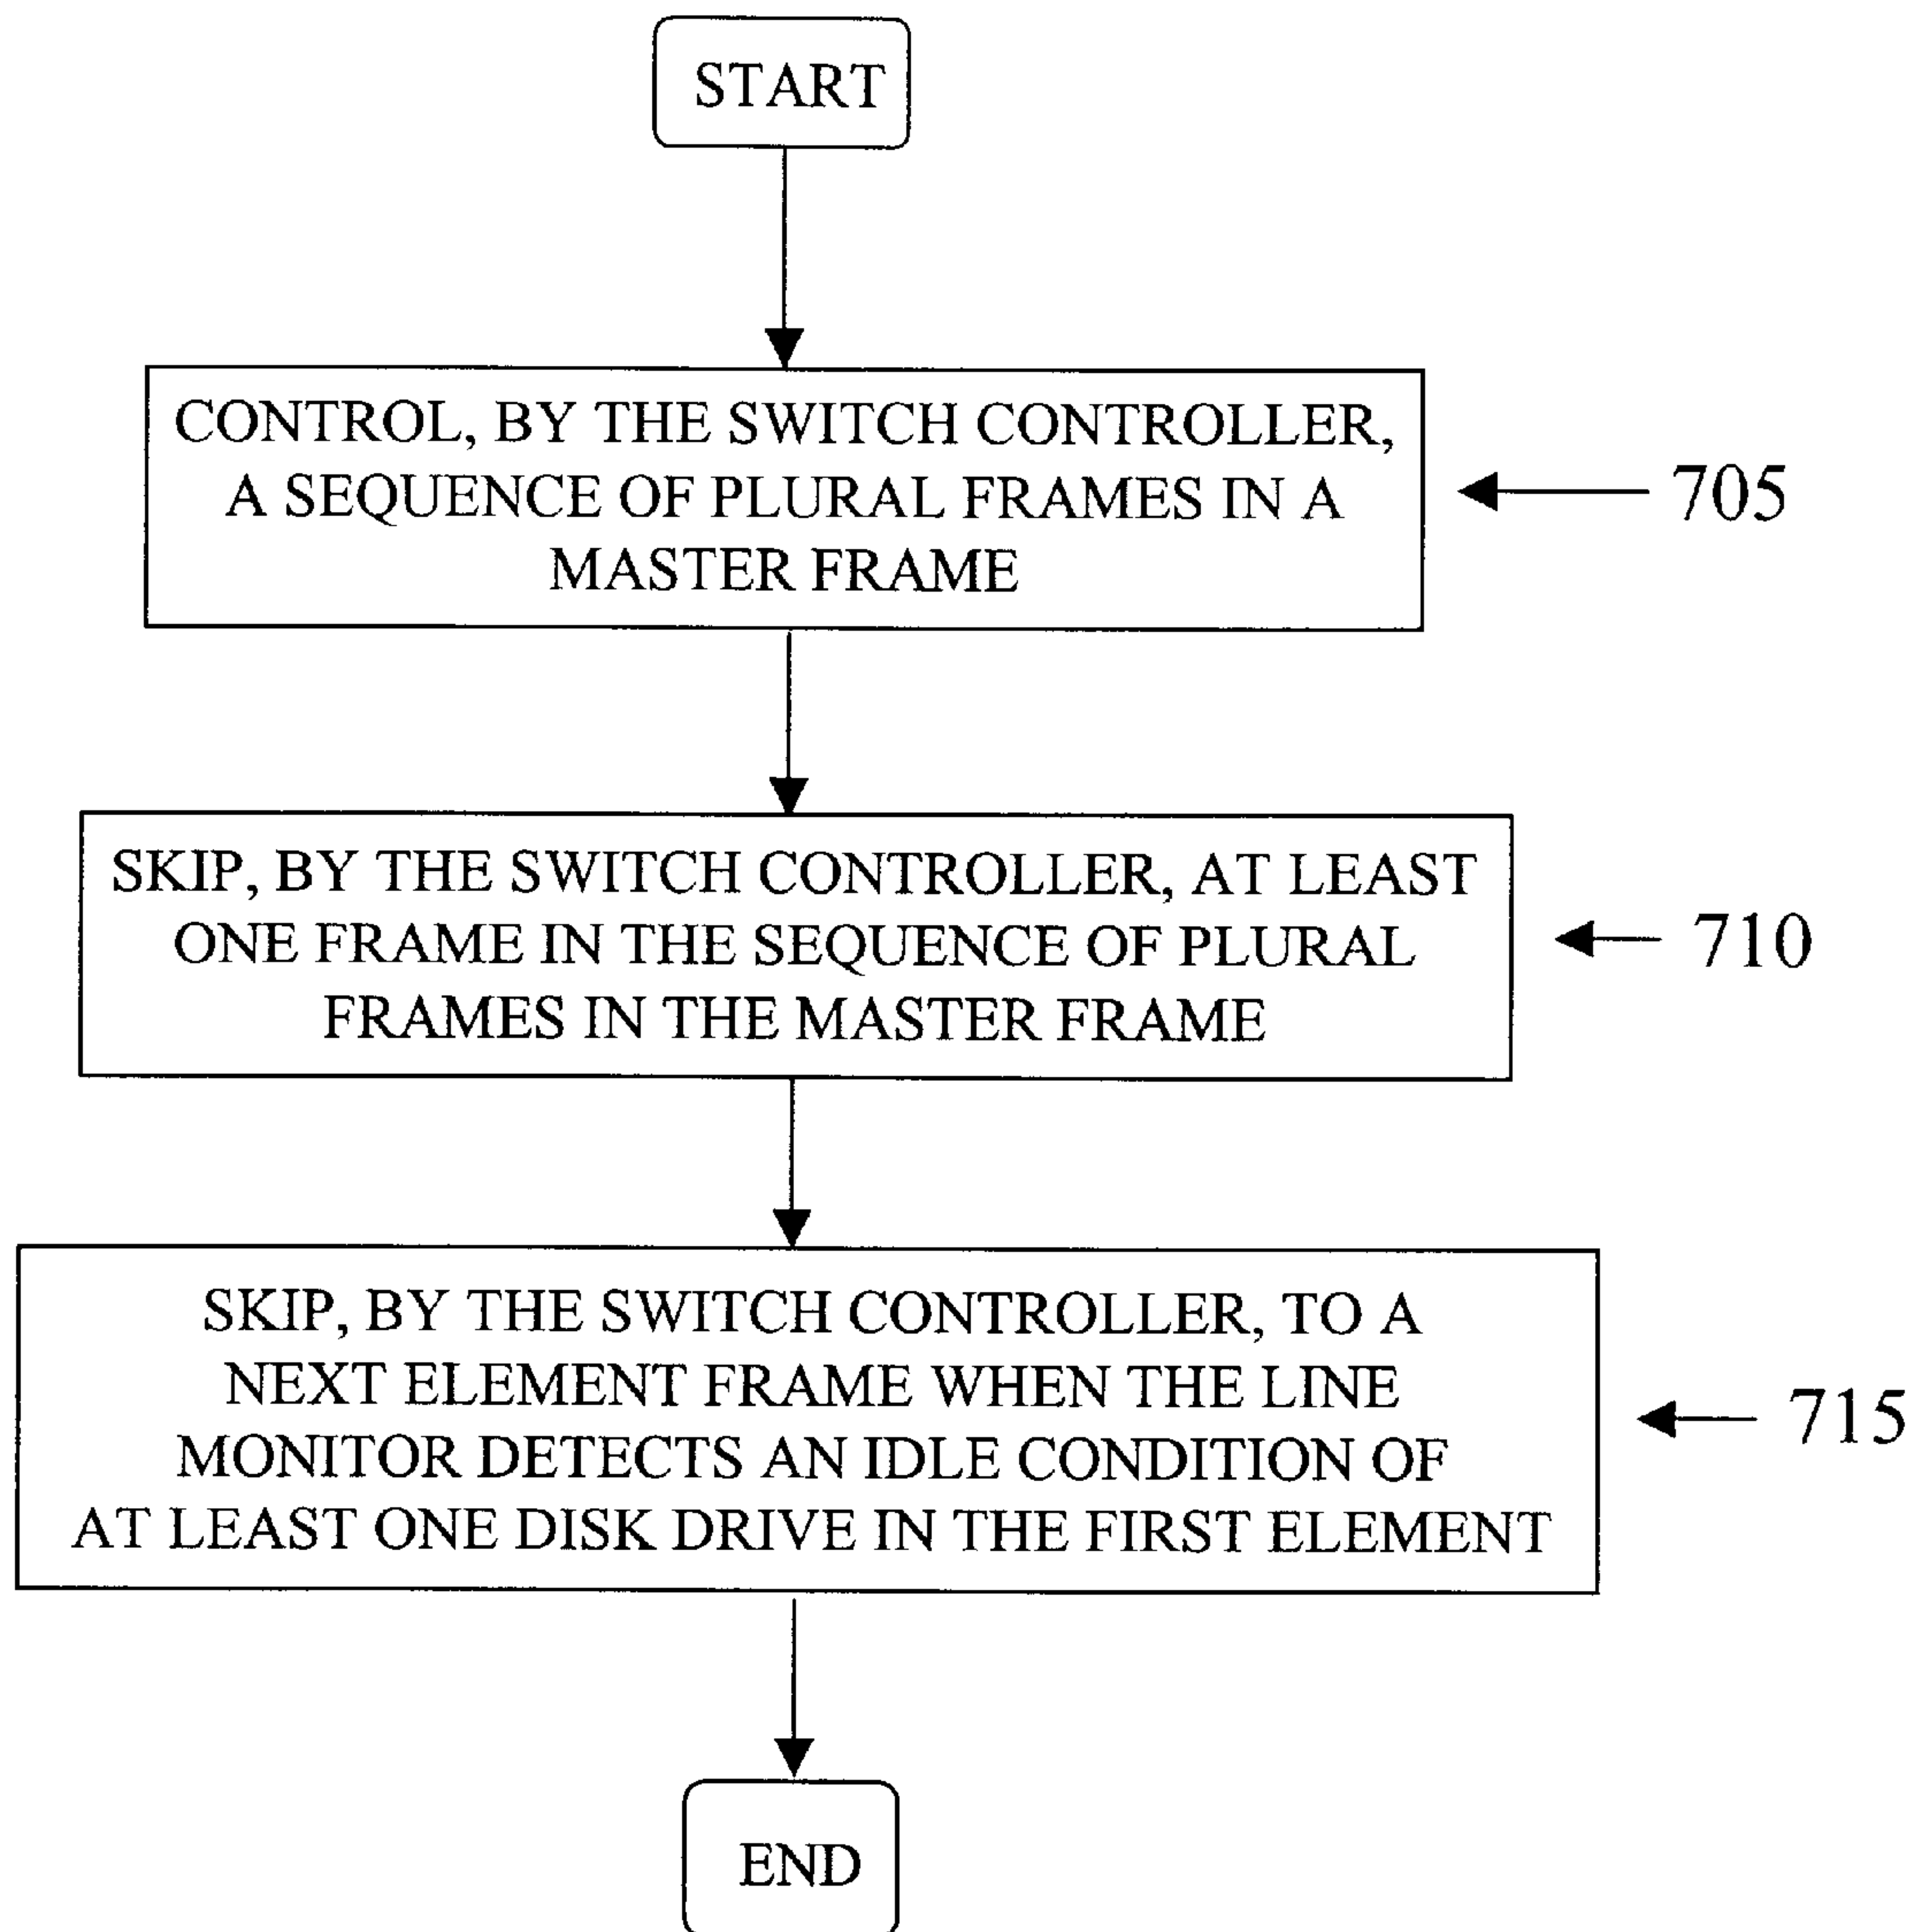 START
CONTROL, BY THE SWITCH CONTROLLER,
A SEQUENCE OF PLURAL FRAMES IN A
MASTER FRAME
705
SKIP, BY THE SWITCH CONTROLLER, AT LEAST
ONE FRAME IN THE SEQUENCE OF PLURAL
FRAMES IN THE MASTER FRAME
710
SKIP, BY THE SWITCH CONTROLLER, TO A
NEXT ELEMENT FRAME WHEN THE LINE
MONITOR DETECTS AN IDLE CONDITION OF
AT LEAST ONE DISK DRIVE IN THE FIRST ELEMENT
715
END